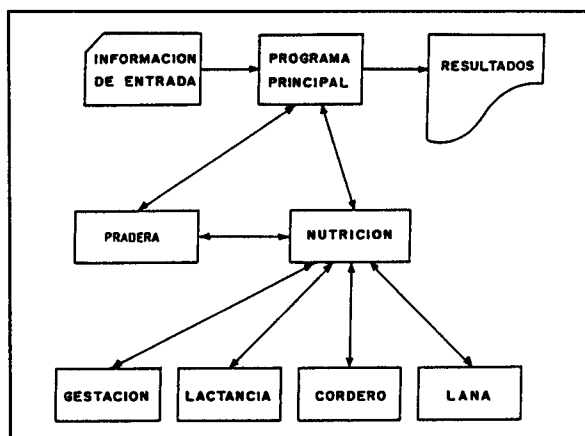 INFORMACION
DE ENTRADA
PROGRAMA
PRINCIPAL
RESULTADOS
PRADERA
NUTRICION
GESTACION
LACTANCIA
CORDERO
LANA